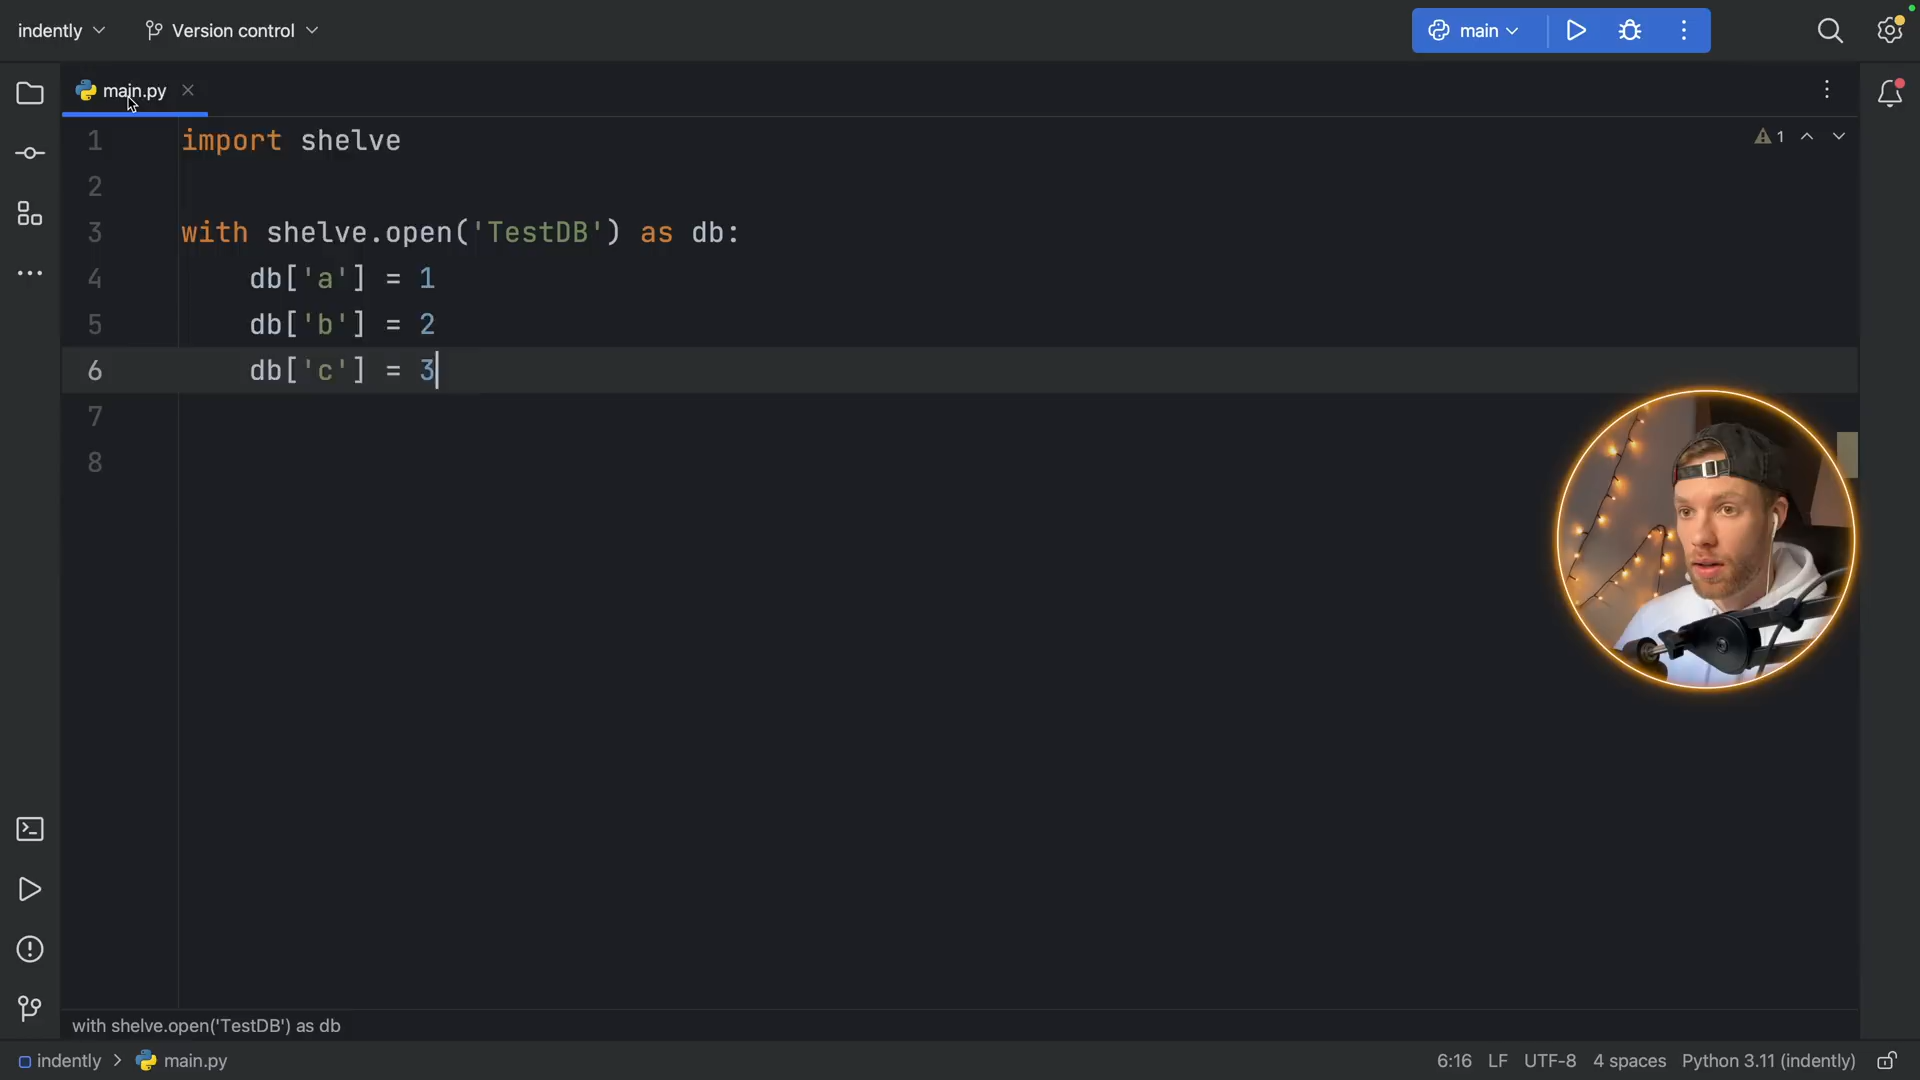 indently
Version control
main
main.py
1 import shelve
1
2
3 with shelve.open('TestDB') as db:
4 db['a'] = 1
5 db['b'] = 2
6 db['c'] = 3
7
8
with shelve.open('TestDB') as db
indently > main.py
6:16 LF UTF-8 4 spaces Python 3.11 (indently)